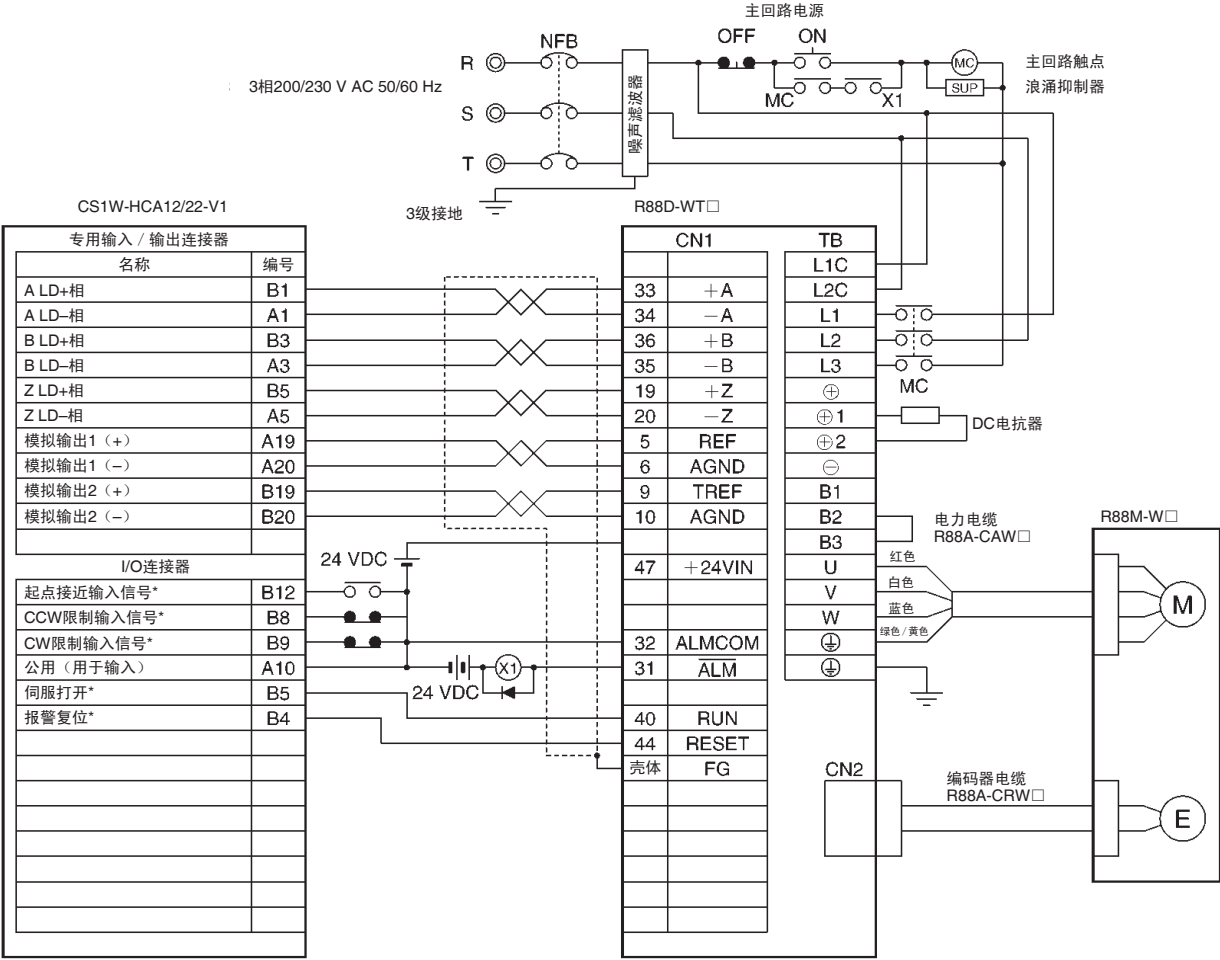 主回路电源
OFF ON
NFB
R
3相200/230 V AC 50/60 Hz
噪声滤波器
MC
主回路触点
SUP
浪涌抑制器
MC X1
S
T
3级接地
CS1W-HCA12/22-V1
R88D-WT□
专用输入 / 输出连接器
名称 编号
A LD+相 B1
A LD–相 A1
B LD+相 B3
B LD–相 A3
Z LD+相 B5
Z LD–相 A5
模拟输出1（+） A19
模拟输出1（–） A20
模拟输出2（+） B19
模拟输出2（–） B20
I/O连接器
起点接近输入信号* B12
CCW限制输入信号* B8
CW限制输入信号* B9
公用（用于输入） A10
伺服打开* B5
报警复位* B4
24 VDC
X1
24 VDC
CN1
33 +A
34 −A
36 +B
35 −B
19 +Z
20 −Z
5 REF
6 AGND
9 TREF
10 AGND
47 +24VIN
32 ALMCOM
31 ALM
40 RUN
44 RESET
壳体 FG
TB
L1C
L2C
L1
L2
L3
⊕
⊕1
⊕2
⊖
B1
B2
B3
U
V
W
MC
DC电抗器
电力电缆
R88A-CAW□
红色
白色
蓝色
绿色 / 黄色
R88M-W□
M
CN2
编码器电缆
R88A-CRW□
E